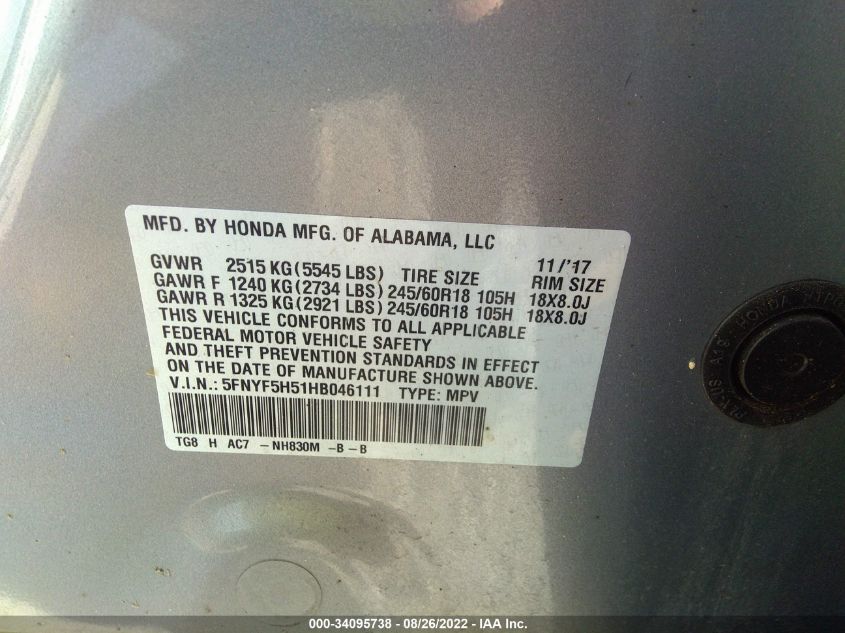 MFD. BY HONDA MFG. OF ALABAMA, LLC
11/'17
GVWR 2515 KG(5545 LBS) TIRE SIZE RIM SIZE
GAWR F 1240 KG(2734 LBS) 245/60R18 105H 18X8.0J
GAWR R 1325 KG(2921 LBS) 245/60R18 105H 18X8.0J
THIS VEHICLE CONFORMS TO ALL APPLICABLE
FEDERAL MOTOR VEHICLE SAFETY
AND THEFT PREVENTION STANDARDS IN EFFECT
ON THE DATE OF MANUFACTURE SHOWN ABOVE.
V.I.N.: 5FNYF5H51HB046111 TYPE: MPV
TG8 H AC7 -NH830M -B -B
HONDA
000-34095738 - 08/26/2022 - IAA Inc.